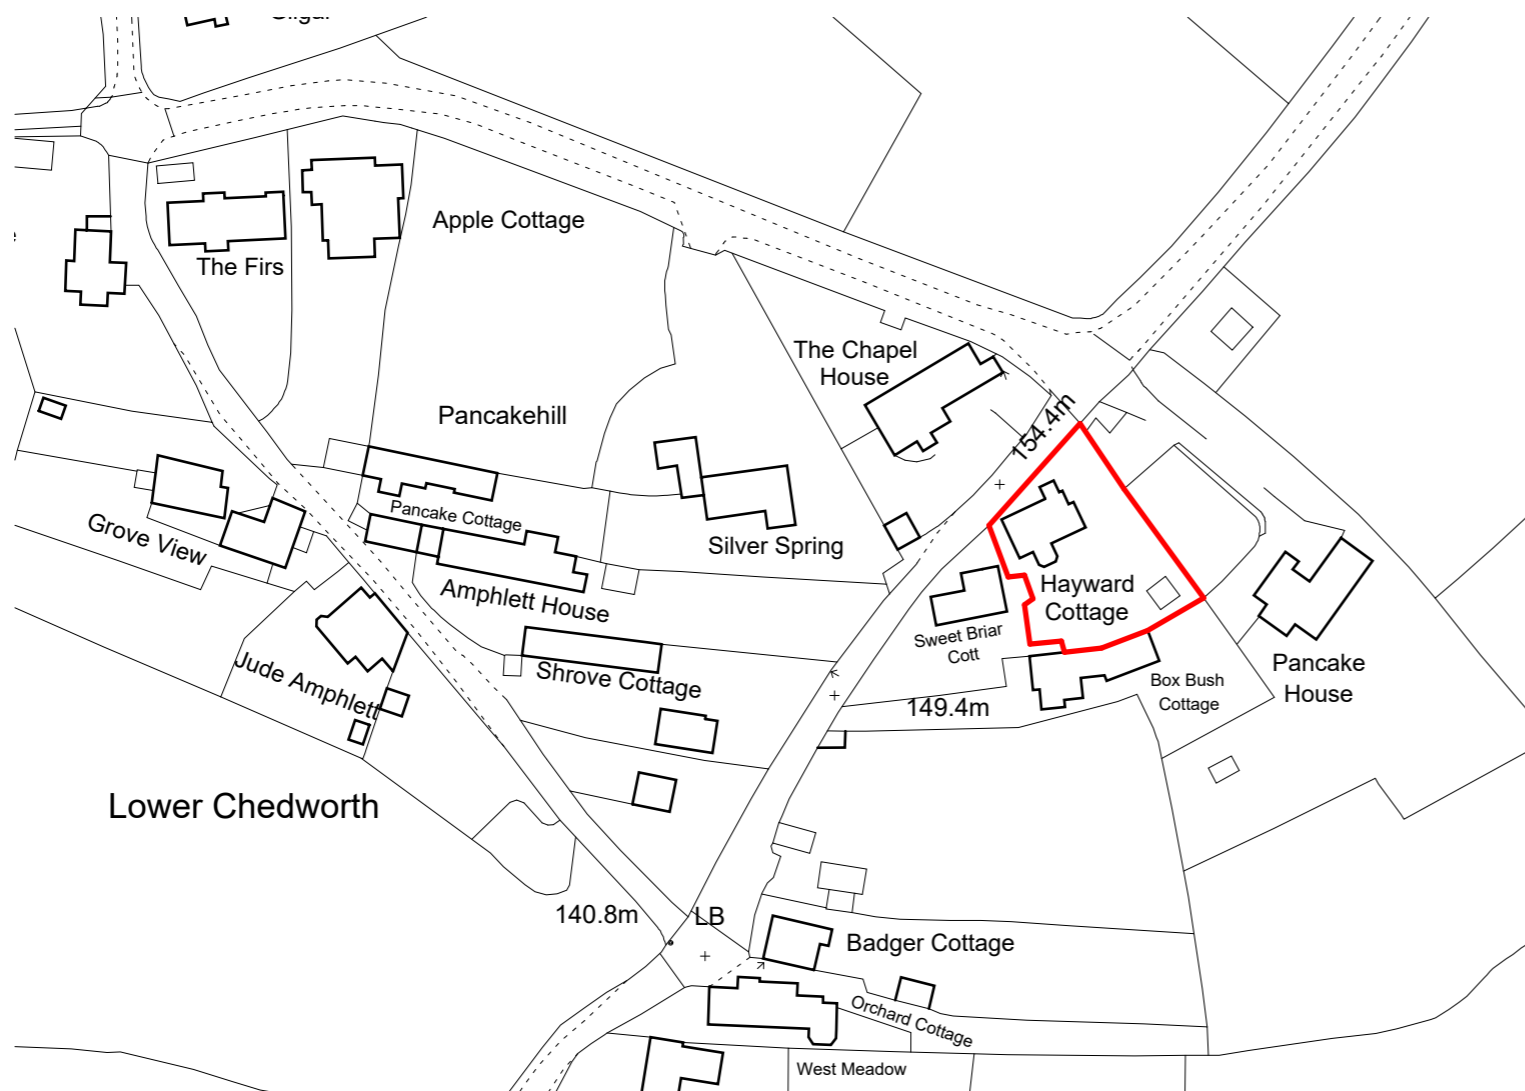 Apple Cottage
The Firs
The Chapel
House
154.4m
Pancakehill
Pancake Cottage
Grove View
Silver Spring
Amphlett House
Hayward
Cottage
Sweet Briar
Cott
Shrove Cottage
Jude Amphlett
149.4m
Box Bush
Cottage
Pancake
House
Lower Chedworth
140.8m
LB
Badger Cottage
Orchard Cottage
West Meadow